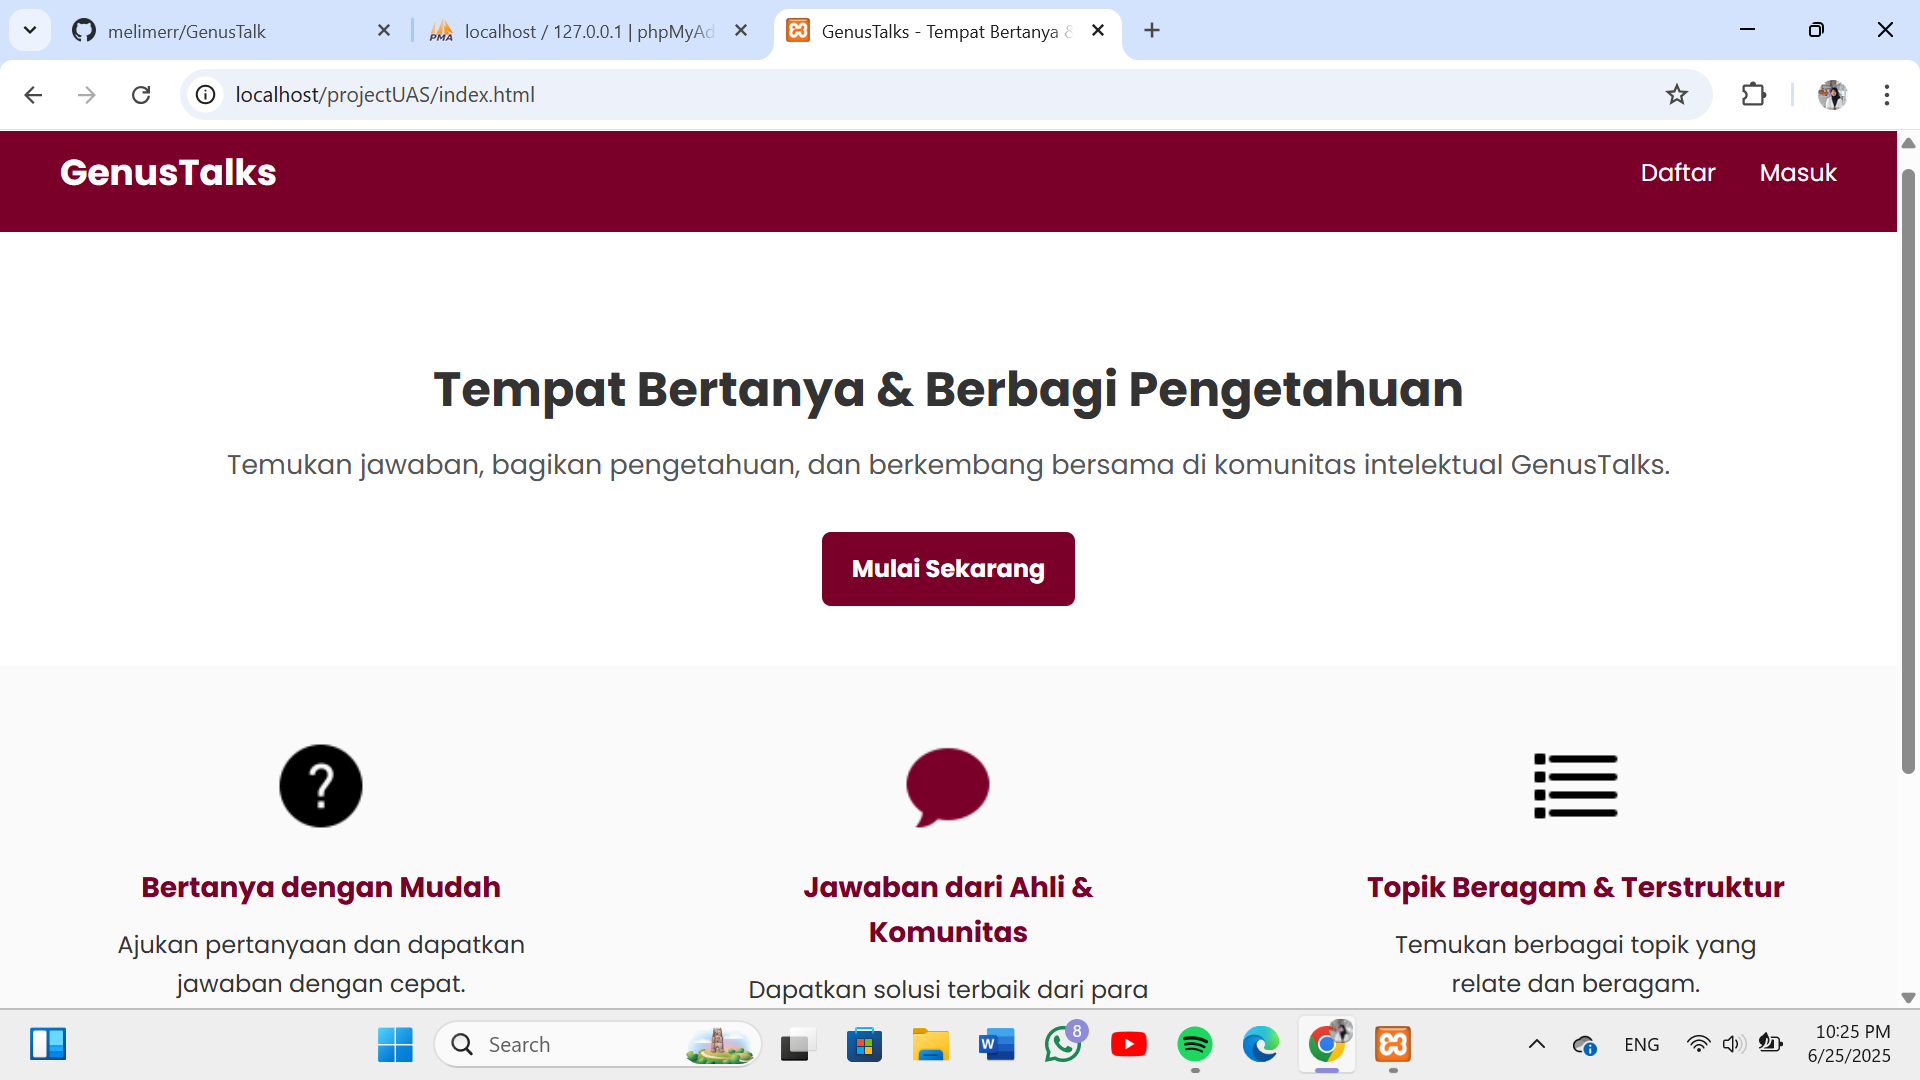 melimerr/GenusTalk
localhost / 127.0.0.1 | phpMyAd
GenusTalks - Tempat Bertanya &
localhost/projectUAS/index.html
GenusTalks
Daftar
Masuk
Tempat Bertanya & Berbagi Pengetahuan
Temukan jawaban, bagikan pengetahuan, dan berkembang bersama di komunitas intelektual GenusTalks.
Mulai Sekarang
?
Bertanya dengan Mudah
Ajukan pertanyaan dan dapatkan
jawaban dengan cepat.
Jawaban dari Ahli &
Komunitas
Dapatkan solusi terbaik dari para
Topik Beragam & Terstruktur
Temukan berbagai topik yang
relate dan beragam.
Search
8
ENG
10:25 PM
6/25/2025